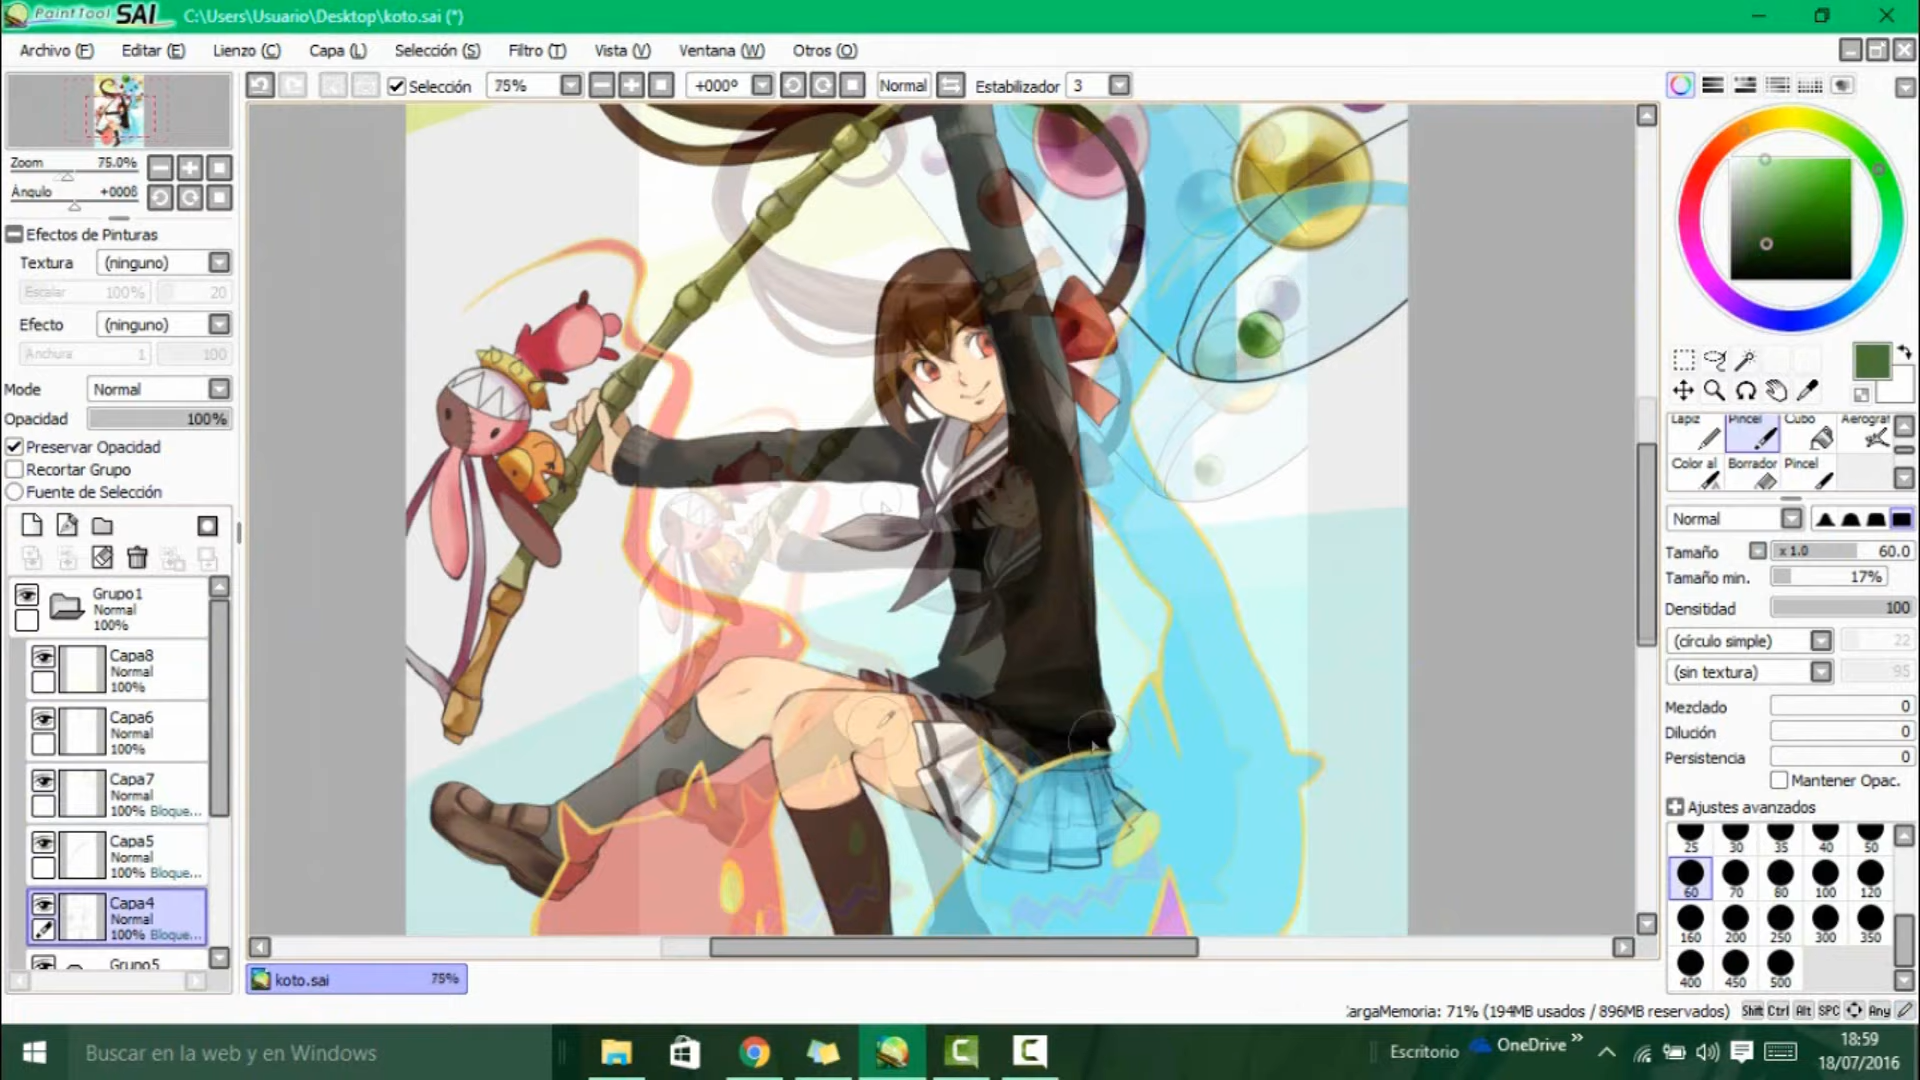 PaintTool SAI C:\Users\Usuario\Desktop\koto.sai (*)
Archivo (F) Editar (E) Lienzo (C) Capa (L) Selección (S) Filtro (T) Vista (V) Ventana (W) Otros (O)
Selección 75% +000º Normal Estabilizador 3
Zoom 75.0%
Ángulo +000ß
Efectos de Pinturas
Textura (ninguno)
Escalar 100% 20
Efecto (ninguno)
Anchura 1 100
Mode Normal
Opacidad 100%
Preservar Opacidad
Recortar Grupo
Fuente de Selección
Grupo1
Normal
100%
Capa8
Normal
100%
Capa6
Normal
100%
Capa7
Normal
100% Bloque...
Capa5
Normal
100% Bloque...
Capa4
Normal
100% Bloque...
Grupo5
koto.sai 75%
Lápiz Pincel Cubo Aerógraf
Color al Borrador Pincel
Normal
Tamaño x 1.0 60.0
Tamaño min. 17%
Densitidad 100
(círculo simple) 22
(sin textura) 95
Mezclado 0
Dilución 0
Persistencia 0
Mantener Opac.
Ajustes avanzados
25 30 35 40 50
60 70 80 100 120
160 200 250 300 350
400 450 500
argaMemoria: 71% (194MB usados / 896MB reservados) Shift Ctrl Alt SPC Any
Buscar en la web y en Windows
Escritorio OneDrive »
18:59
18/07/2016